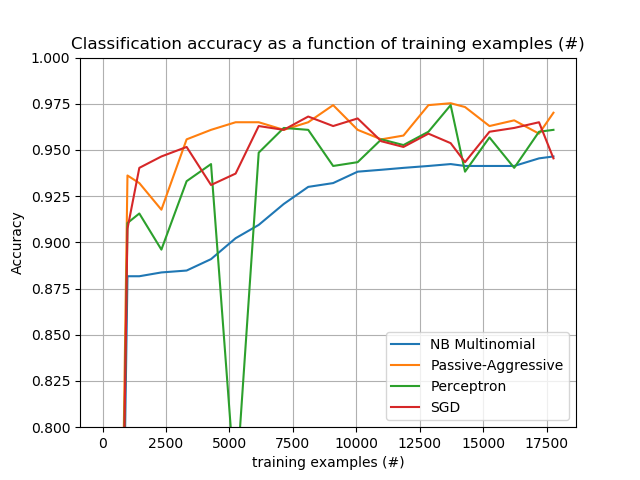 Classification accuracy as a function of training examples (#)
1.000
0.975
0.950
0.925
0.900
0.875
0.850
0.825
0.800
Accuracy
NB Multinomial
Passive-Aggressive
Perceptron
SGD
0 2500 5000 7500 10000 12500 15000 17500
training examples (#)